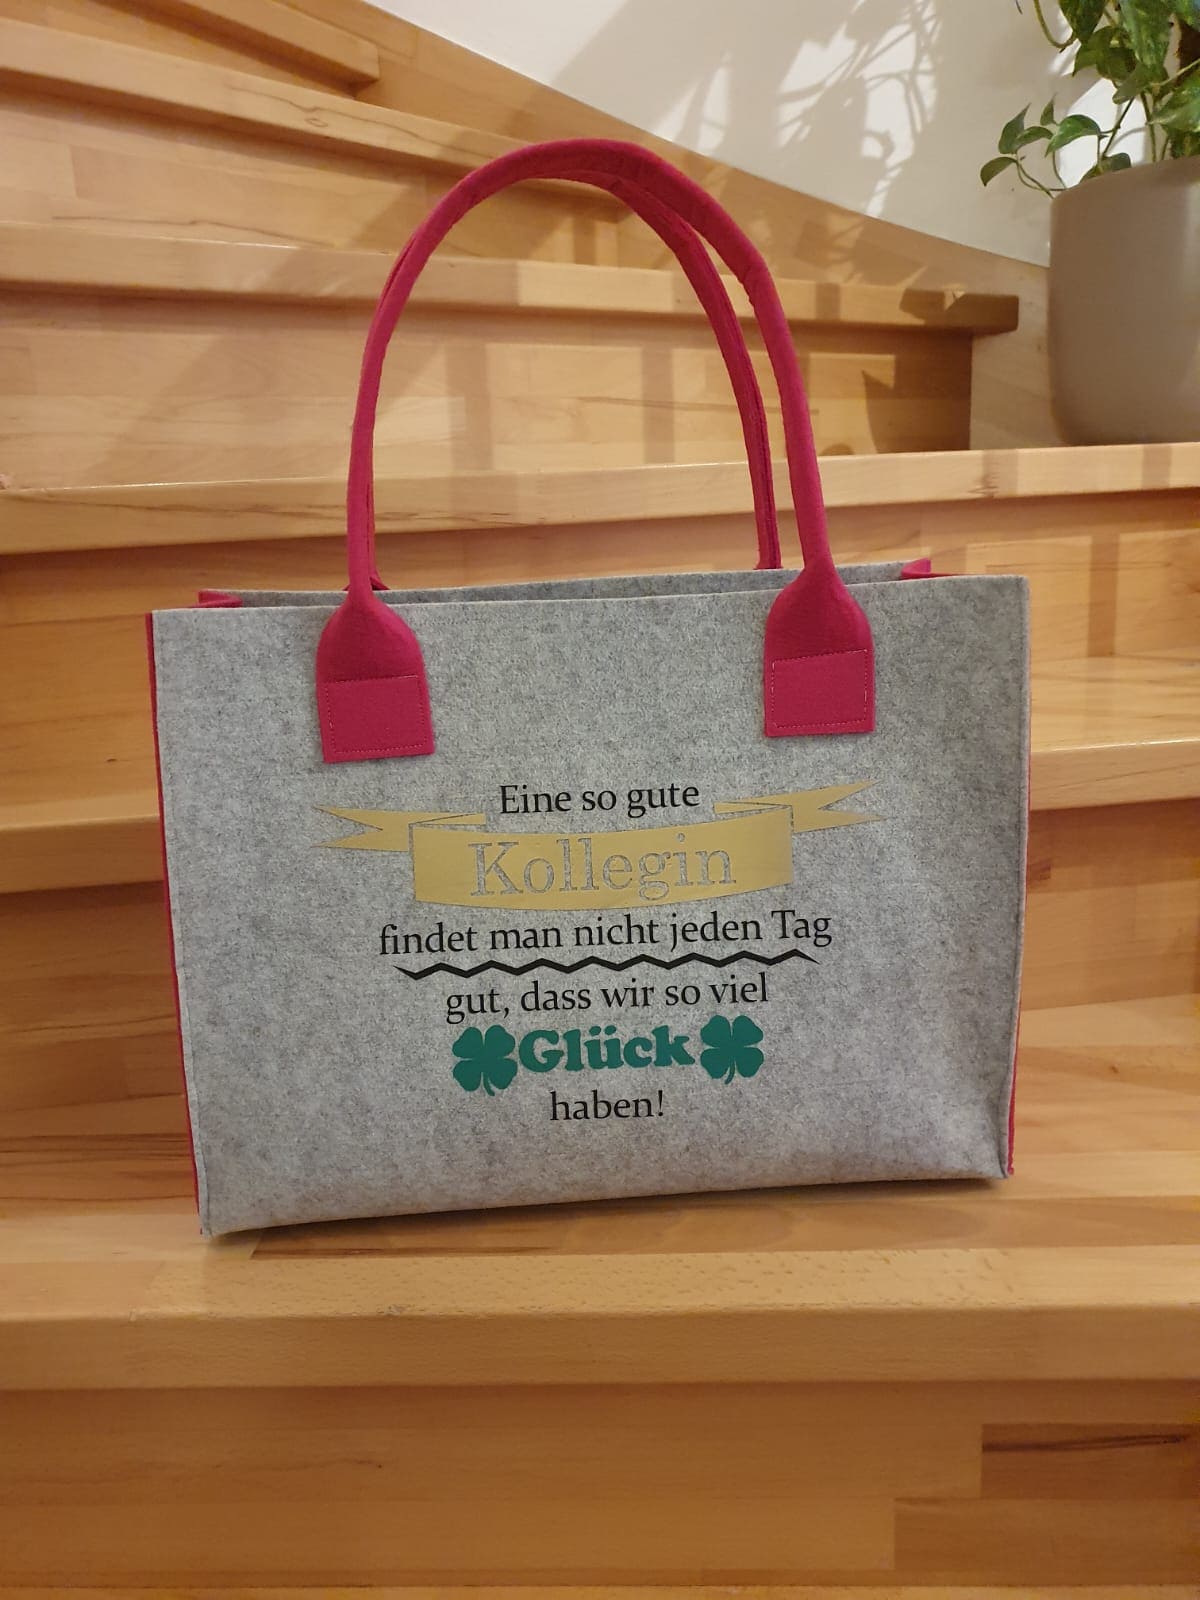 Eine so gute
Kollegin
findet man nicht jeden Tag
gut, dass wir so viel
Glück
haben!